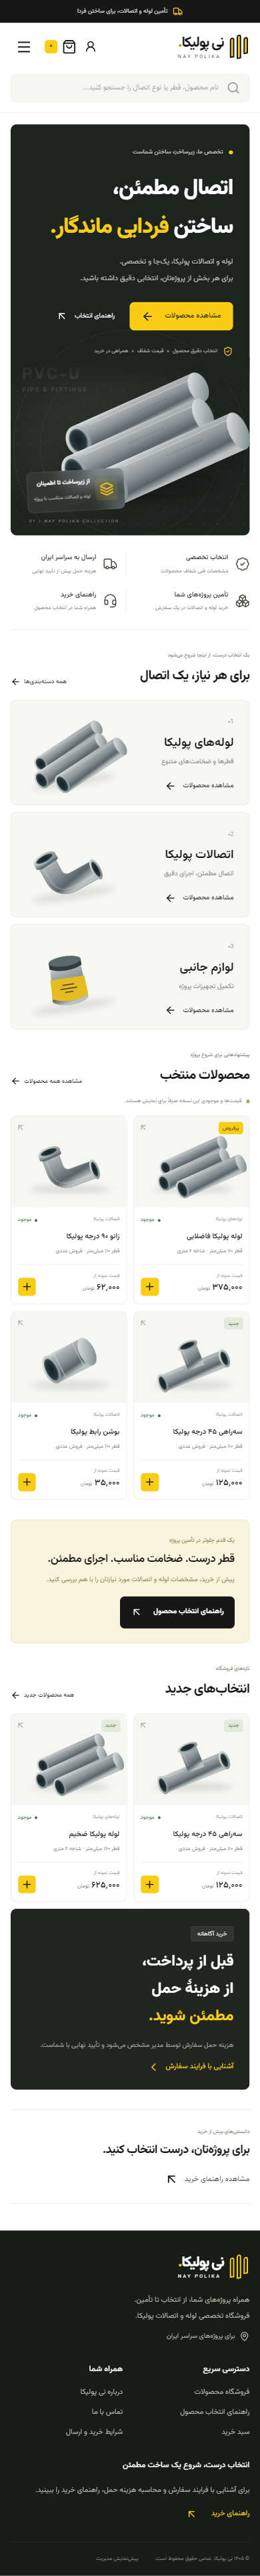 تأمین لوله و اتصالات، برای ساختن فردا
نی پولیکا.
NAY POLIKA
نام محصول، قطر یا نوع اتصال را جستجو کنید...
تخصص ما، زیرساختِ ساختن شماست
اتصال مطمئن،
ساختنِ فردایی ماندگار.
لوله و اتصالات پولیکا، یک‌جا و تخصصی.
برای هر بخش از پروژه‌تان، انتخابی دقیق داشته باشید.
مشاهده محصولات
راهنمای انتخاب
انتخاب دقیق محصول • قیمت شفاف • همراهی در خرید
PVC-U
PIPE & FITTINGS
از زیرساخت تا اطمینان
لوله و اتصالات متناسب با پروژه
BY / NAY POLIKA COLLECTION
انتخاب تخصصی
مشخصات فنی شفاف محصولات
ارسال به سراسر ایران
هزینه حمل پیش از تأیید نهایی
تأمین پروژه‌های شما
خرید لوله و اتصالات در یک سفارش
راهنمای خرید
همراه شما در انتخاب محصول
یک انتخاب درست، از اینجا شروع می‌شود
برای هر نیاز، یک اتصال
همه دسته‌بندی‌ها
۰۱
لوله‌های پولیکا
قطرها و ضخامت‌های متنوع
مشاهده محصولات
۰۲
اتصالات پولیکا
اتصال مطمئن، اجرای دقیق
مشاهده محصولات
۰۳
لوازم جانبی
تکمیل تجهیزات پروژه
مشاهده محصولات
پیشنهادهایی برای شروع پروژه
محصولات منتخب
مشاهده همه محصولات
قیمت‌ها و موجودی این نسخه صرفاً برای نمایش هستند.
پرفروش
لوله‌های پولیکا
موجود
لوله پولیکا فاضلابی
قطر ۱۱۰ میلی‌متر · شاخه ۶ متری
قیمت نمونه از
۳۷۵,۰۰۰ تومان
اتصالات پولیکا
موجود
زانو ۹۰ درجه پولیکا
قطر ۱۱۰ میلی‌متر · فروش عددی
قیمت نمونه از
۶۲,۰۰۰ تومان
جدید
اتصالات پولیکا
موجود
سه‌راهی ۴۵ درجه پولیکا
قطر ۱۱۰ میلی‌متر · فروش عددی
قیمت نمونه از
۱۲۵,۰۰۰ تومان
اتصالات پولیکا
موجود
بوشن رابط پولیکا
قطر ۱۱۰ میلی‌متر · فروش عددی
قیمت نمونه از
۳۵,۰۰۰ تومان
یک قدم جلوتر در تأمین پروژه
قطر درست. ضخامت مناسب. اجرای مطمئن.
پیش از خرید، مشخصات لوله و اتصالات مورد نیازتان را با هم بررسی کنید.
راهنمای انتخاب محصول
تازه‌های فروشگاه
انتخاب‌های جدید
همه محصولات جدید
جدید
اتصالات پولیکا
موجود
سه‌راهی ۴۵ درجه پولیکا
قطر ۱۱۰ میلی‌متر · فروش عددی
قیمت نمونه از
۱۲۵,۰۰۰ تومان
جدید
لوله‌های پولیکا
موجود
لوله پولیکا ضخیم
شاخه ۶ متری
قیمت نمونه از
۶۲۵,۰۰۰ تومان
خرید آگاهانه
قبل از پرداخت،
از هزینهٔ حمل
مطمئن شوید.
هزینه حمل سفارش توسط مدیر مشخص می‌شود و تأیید نهایی با شماست.
آشنایی با فرایند سفارش
دانستنی‌های پیش از خرید
برای پروژه‌تان، درست انتخاب کنید.
مشاهده راهنمای خرید
نی پولیکا.
NAY POLIKA
همراه پروژه‌های شما، از انتخاب تا تأمین.
فروشگاه تخصصی لوله و اتصالات پولیکا.
برای پروژه‌های سراسر ایران
دسترسی سریع
فروشگاه محصولات
راهنمای انتخاب محصول
سبد خرید
همراه شما
درباره نی پولیکا
تماس با ما
شرایط خرید و ارسال
انتخاب درست، شروع یک ساخت مطمئن
برای آشنایی با فرایند سفارش و محاسبه هزینه حمل، راهنمای خرید را ببینید.
راهنمای خرید
© ۱۴۰۵ نی پولیکا. تمامی حقوق محفوظ است.
پیش‌نمایش مدیریت